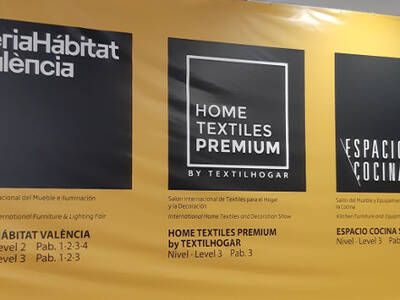 eriaHábitat
alència
acional del Mueble e Iluminación
nternational Furniture & Lighting Fair
HÁBITAT VALÈNCIA
Level 2 Pab. 1-2-3-4
Level 3 Pab. 1-2-3
HOME
TEXTILES
PREMIUM
BY TEXTILHOGAR
Salón Internacional de Textiles para el Hogar
y la Decoración
International Home Textiles and Decoration Show
HOME TEXTILES PREMIUM
by TEXTILHOGAR
Nivel · Level 3 Pab. 3
ESPACIO
COCINA
Salón del Mueble y Equipamie
la Cocina
Kitchen Furniture and Equipme
ESPACIO COCINA S
Nivel · Level 3 Pab.